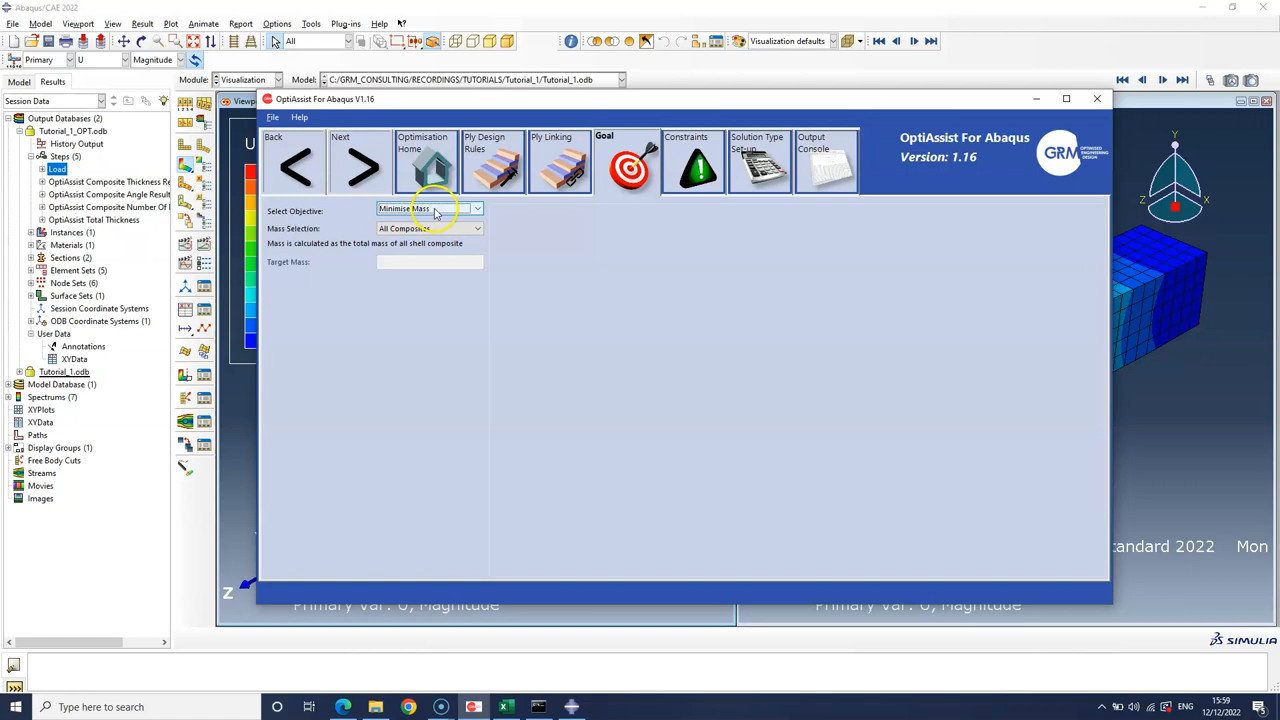 Abaqus/CAE 2022
File Model Viewport View Result Plot Animate Report Options Tools Plug-ins Help
All Visualization defaults
Primary U Magnitude
Model Results Module: Visualization Model: C:/GRM_CONSULTING/RECORDINGS/TUTORIALS/Tutorial_1/Tutorial_1.odb
Session Data
Output Databases (2)
Tutorial_1_OPT.odb
History Output
Steps (5)
Load
OptiAssist Composite Thickness Re
OptiAssist Composite Angle Result
OptiAssist Composite Number Of
OptiAssist Total Thickness
Instances (1)
Materials (1)
Sections (2)
Element Sets (5)
Node Sets (6)
Surface Sets (1)
Session Coordinate Systems
ODB Coordinate Systems (1)
User Data
Annotations
XYData
Tutorial_1.odb
Model Database (1)
Spectrums (7)
XYPlots
XYData
Paths
Display Groups (1)
Free Body Cuts
Streams
Movies
Images
OptiAssist For Abaqus V1.16
File Help
Back
Next
Optimisation Home
Ply Design Rules
Ply Linking
Goal
Constraints
Solution Type Set-up
Output Console
OptiAssist For Abaqus
Version: 1.16
GRM
Select Objective: Minimise Mass
Mass Selection: All Composites
Mass is calculated as the total mass of all shell composite
Target Mass:
Y
X
Z
tandard 2022 Mon
Z
Primary Var: U, Magnitude
Primary Var: U, Magnitude
SIMULIA
Type here to search
15:59
12/12/2022